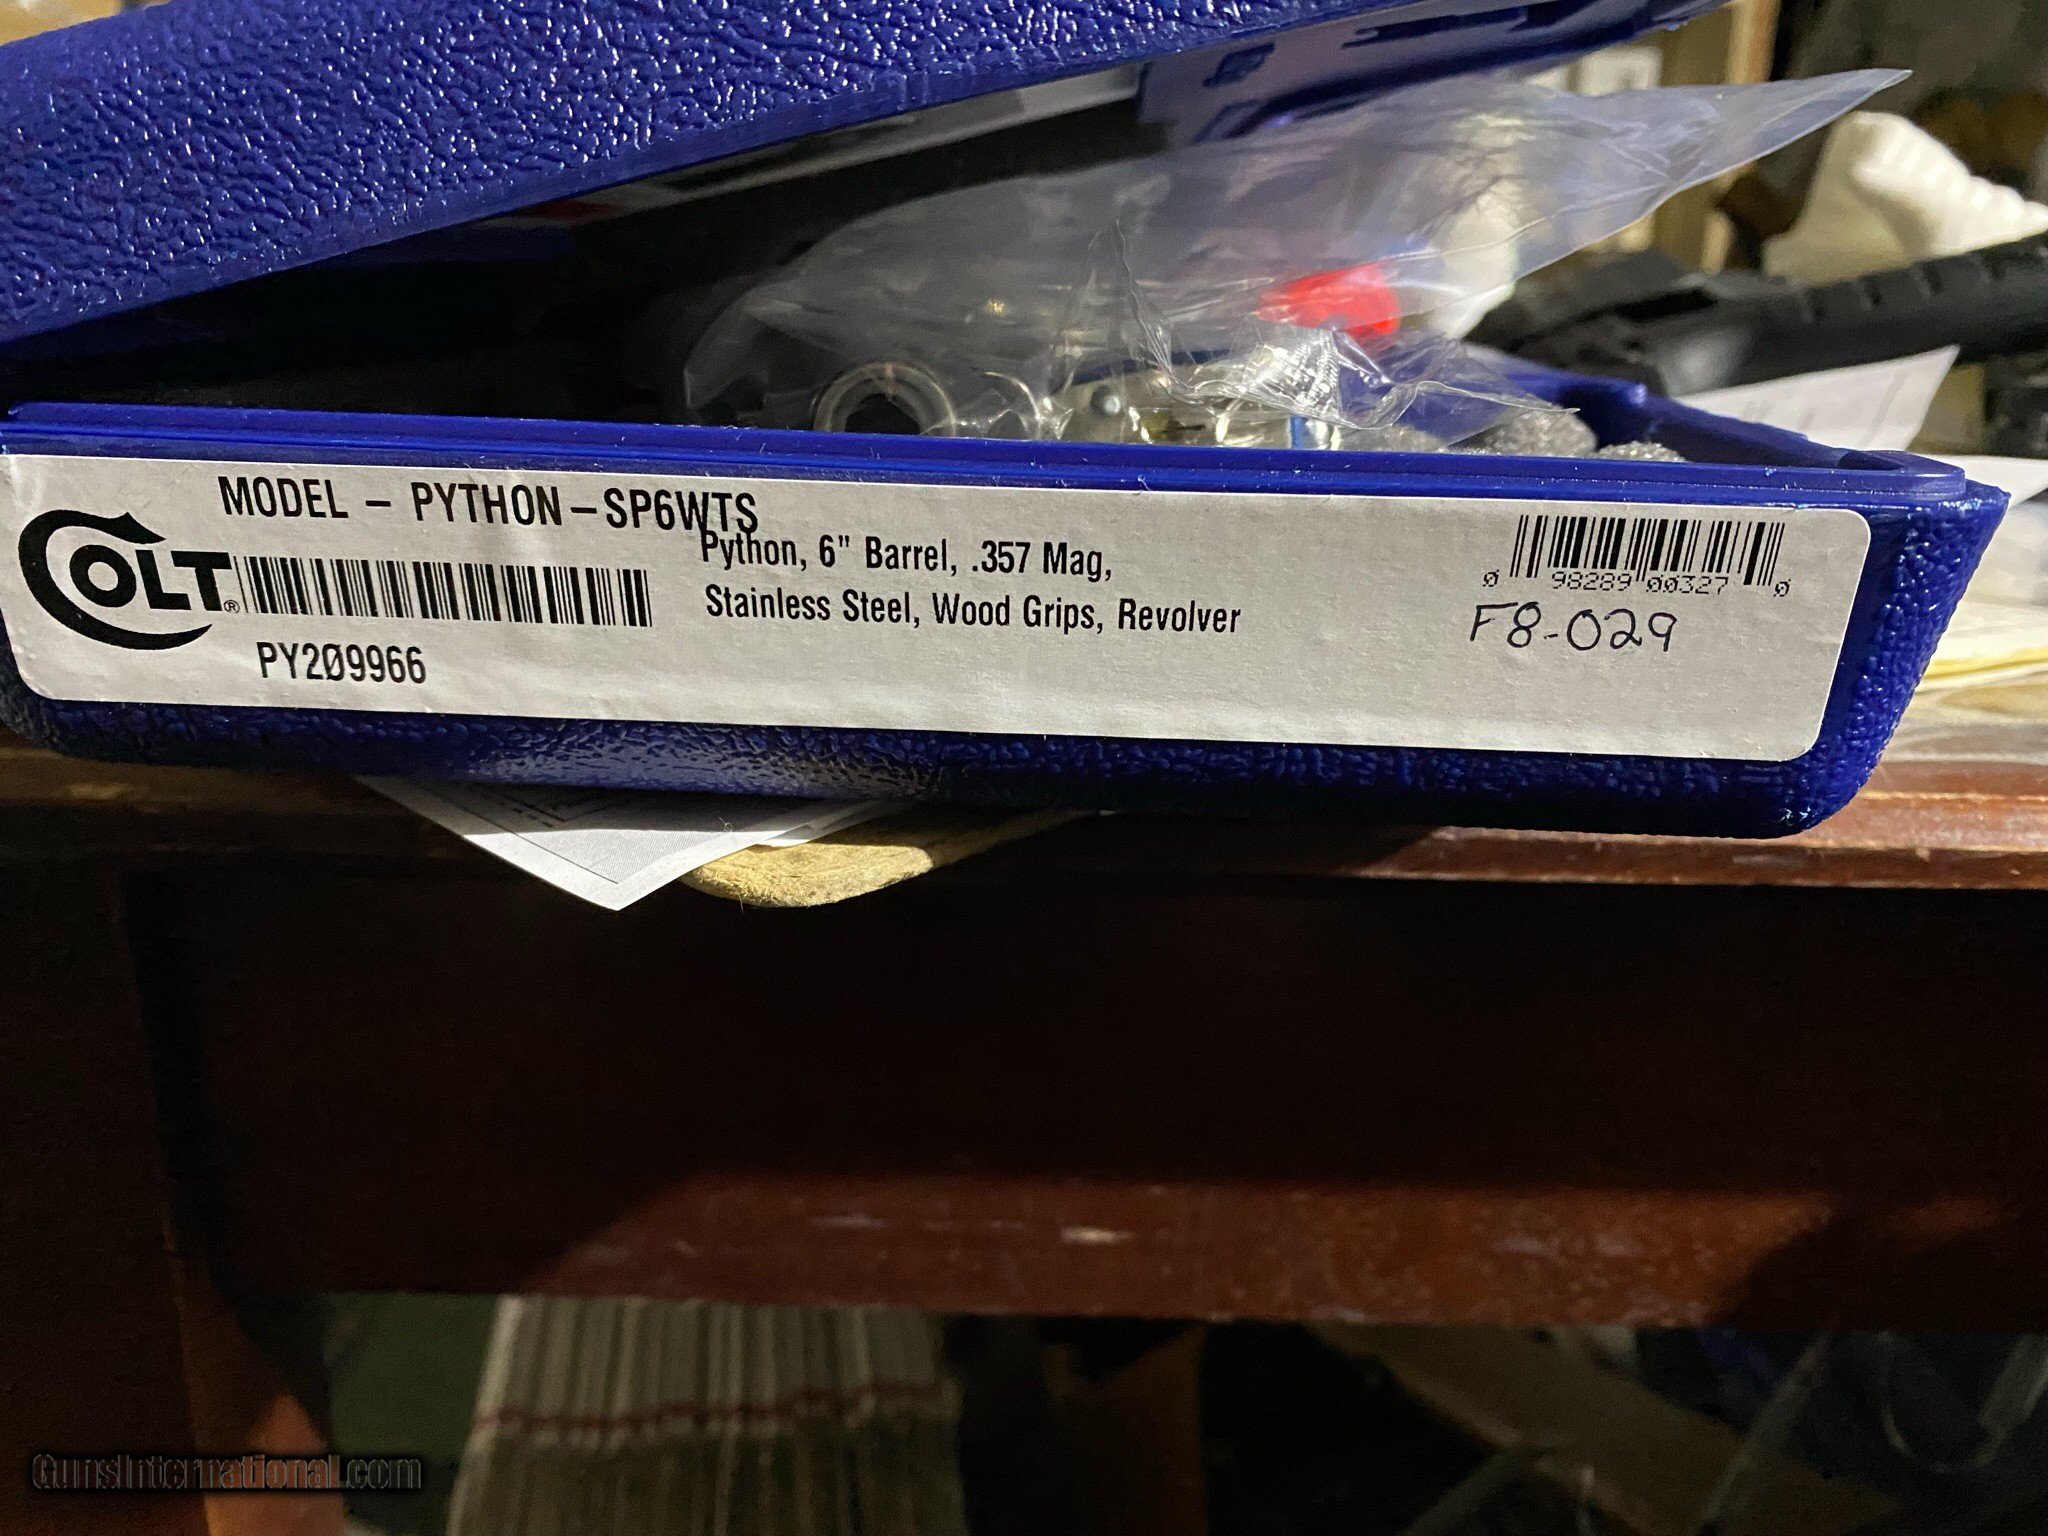 MODEL – PYTHON – SP6WTS
COLT®
Python, 6" Barrel, .357 Mag,
Stainless Steel, Wood Grips, Revolver
PY2Ø9966
0 98289 00327 0
F8-029
GunsInternational.com